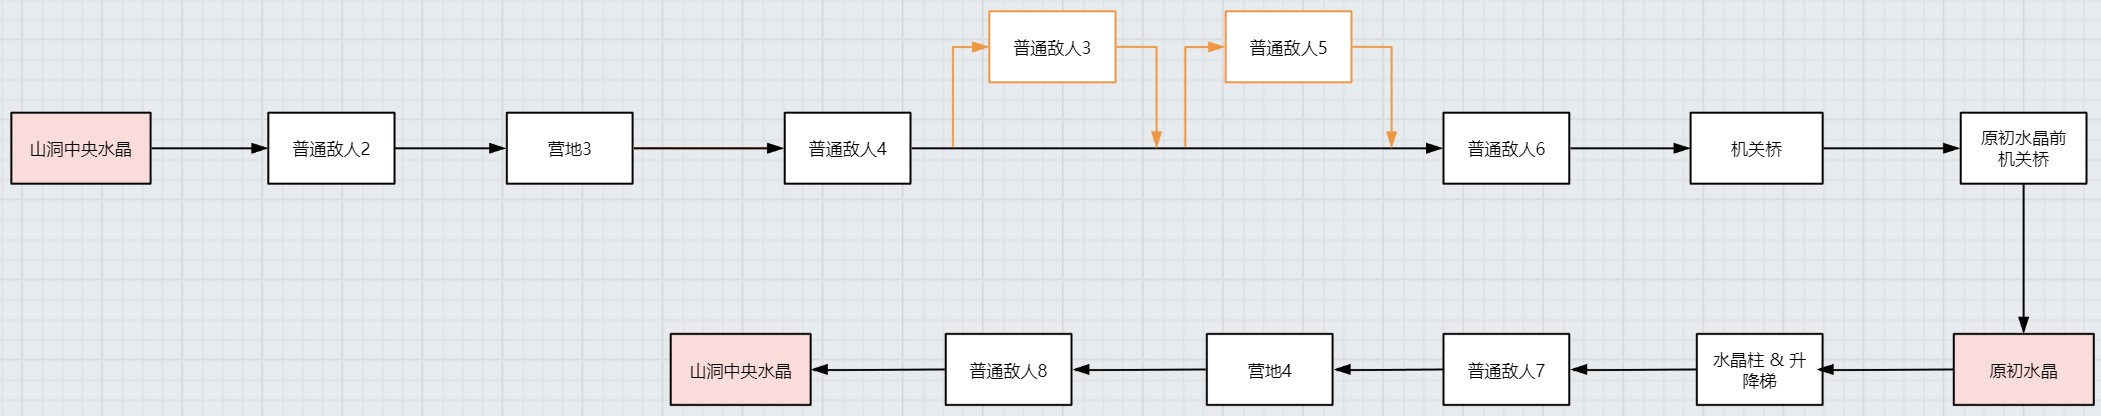 普通敌人3
普通敌人5
山洞中央水晶
普通敌人2
营地3
普通敌人4
普通敌人6
机关桥
原初水晶前
机关桥
山洞中央水晶
普通敌人8
营地4
普通敌人7
水晶柱 & 升
降梯
原初水晶